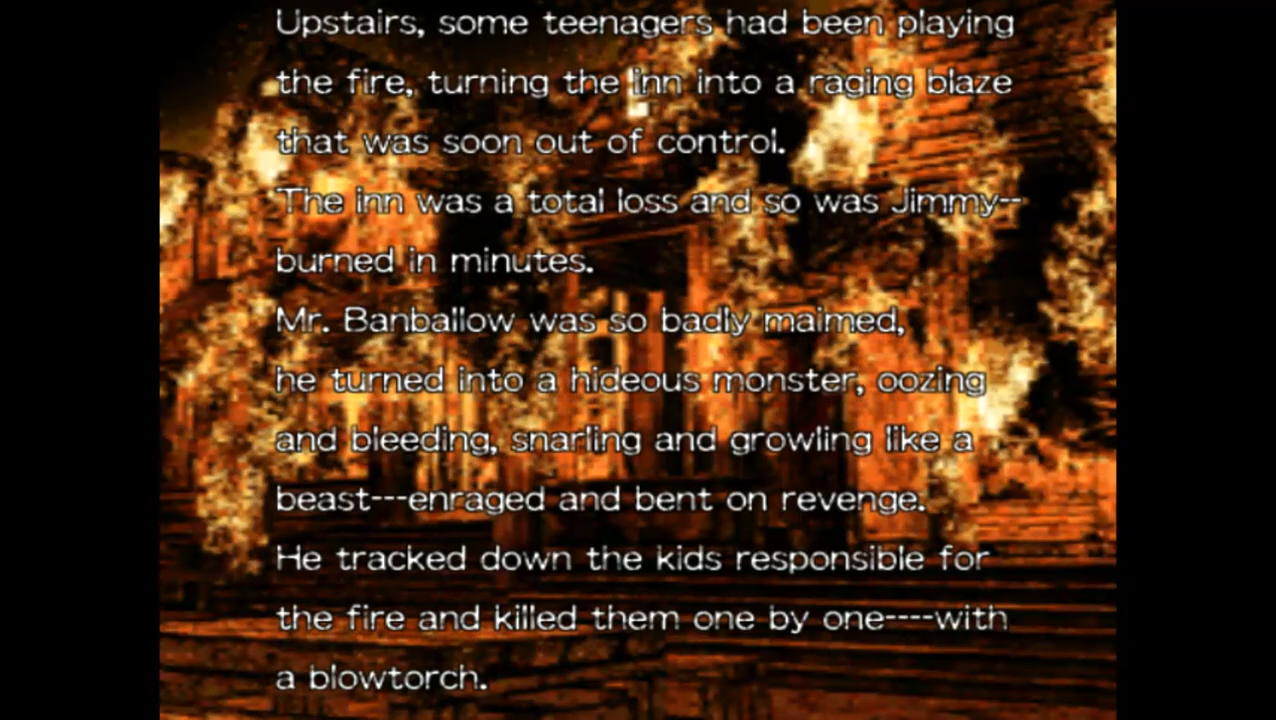 Upstairs, some teenagers had been playing
the fire, turning the inn into a raging blaze
that was soon out of control.
The inn was a total loss and so was Jimmy--
burned in minutes.
Mr. Banballow was so badly maimed,
he turned into a hideous monster, oozing
and bleeding, snarling and growling like a
beast---enraged and bent on revenge.
He tracked down the kids responsible for
the fire and killed them one by one----with
a blowtorch.